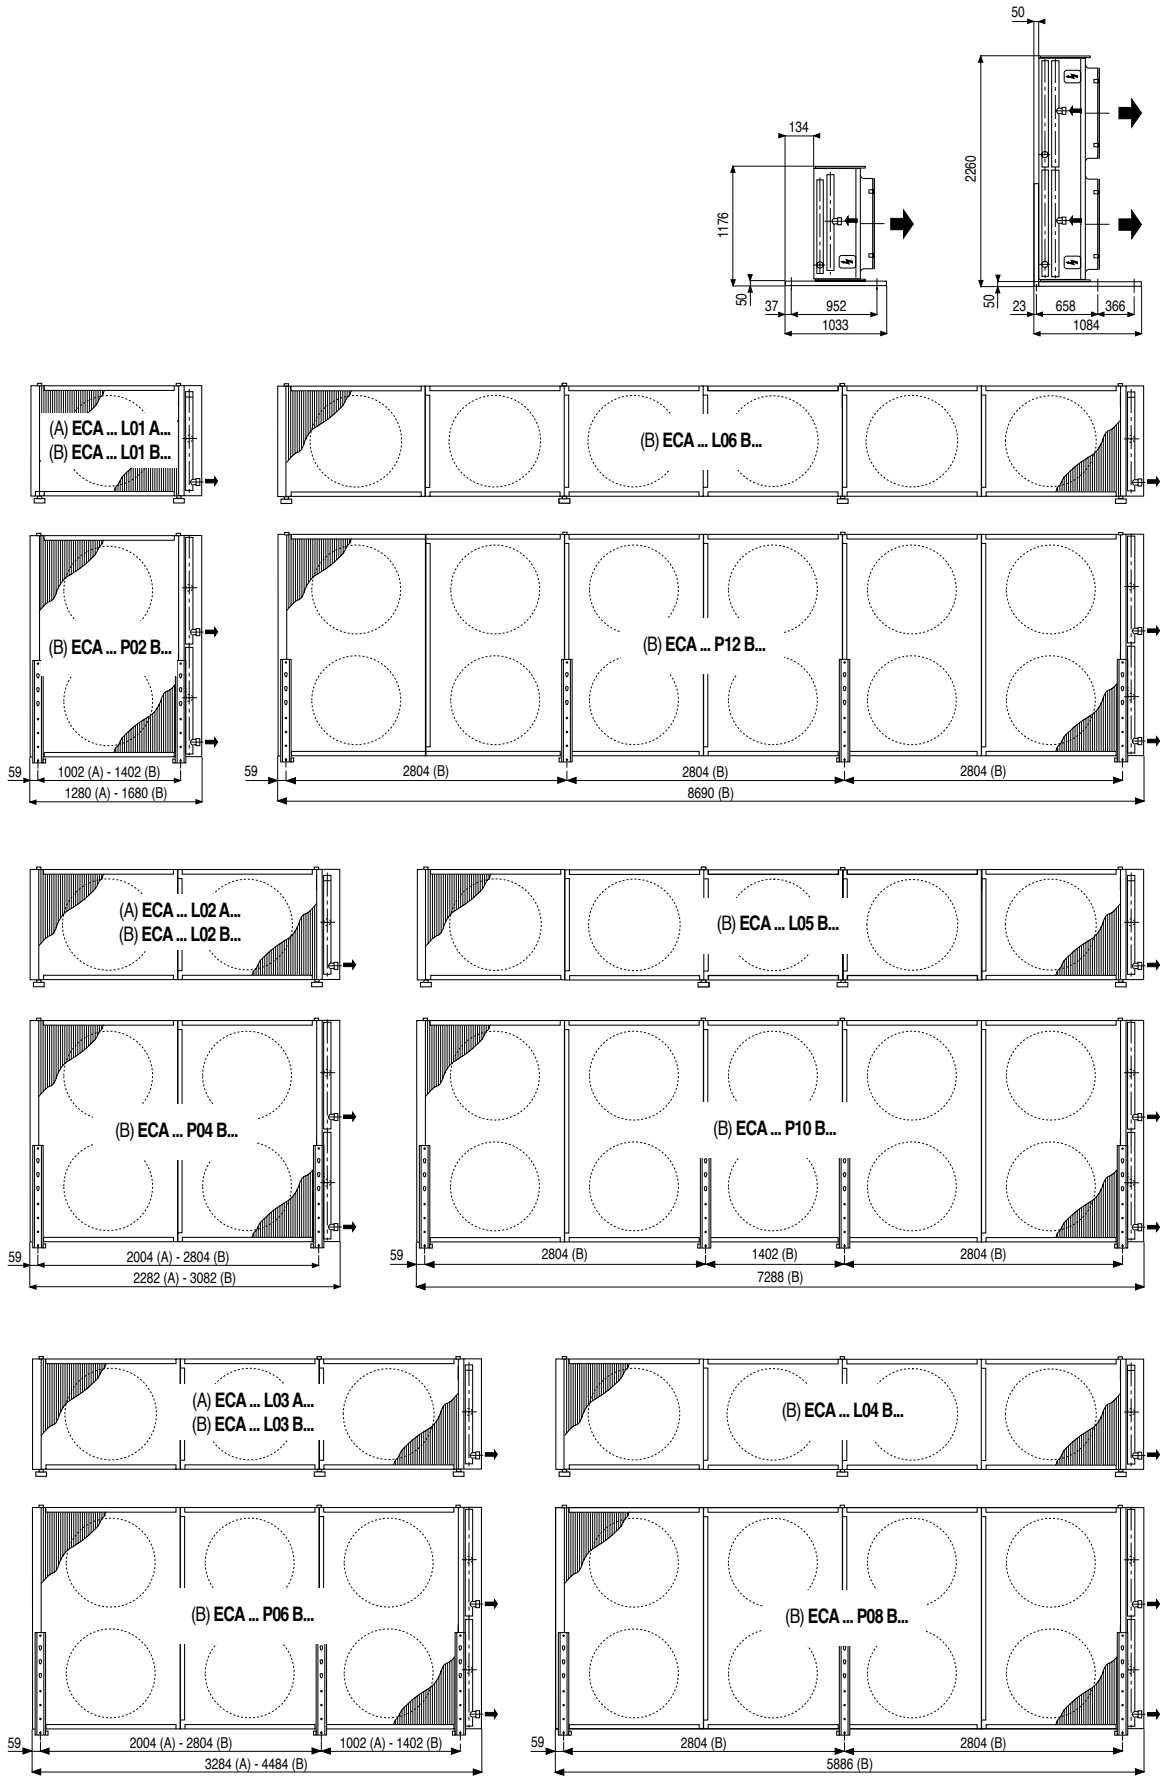 50
134
2260
1176
50
37
952
1033
50
23
658
366
1084
(A) ECA ... L01 A...
(B) ECA ... L01 B...
(B) ECA ... L06 B...
(B) ECA ... P02 B...
(B) ECA ... P12 B...
59
1002 (A) - 1402 (B)
1280 (A) - 1680 (B)
59
2804 (B)
2804 (B)
2804 (B)
8690 (B)
(A) ECA ... L02 A...
(B) ECA ... L02 B...
(B) ECA ... L05 B...
(B) ECA ... P04 B...
(B) ECA ... P10 B...
59
2004 (A) - 2804 (B)
2282 (A) - 3082 (B)
59
2804 (B)
1402 (B)
2804 (B)
7288 (B)
(A) ECA ... L03 A...
(B) ECA ... L03 B...
(B) ECA ... L04 B...
(B) ECA ... P06 B...
(B) ECA ... P08 B...
59
2004 (A) - 2804 (B)
1002 (A) - 1402 (B)
3284 (A) - 4484 (B)
59
2804 (B)
2804 (B)
5886 (B)